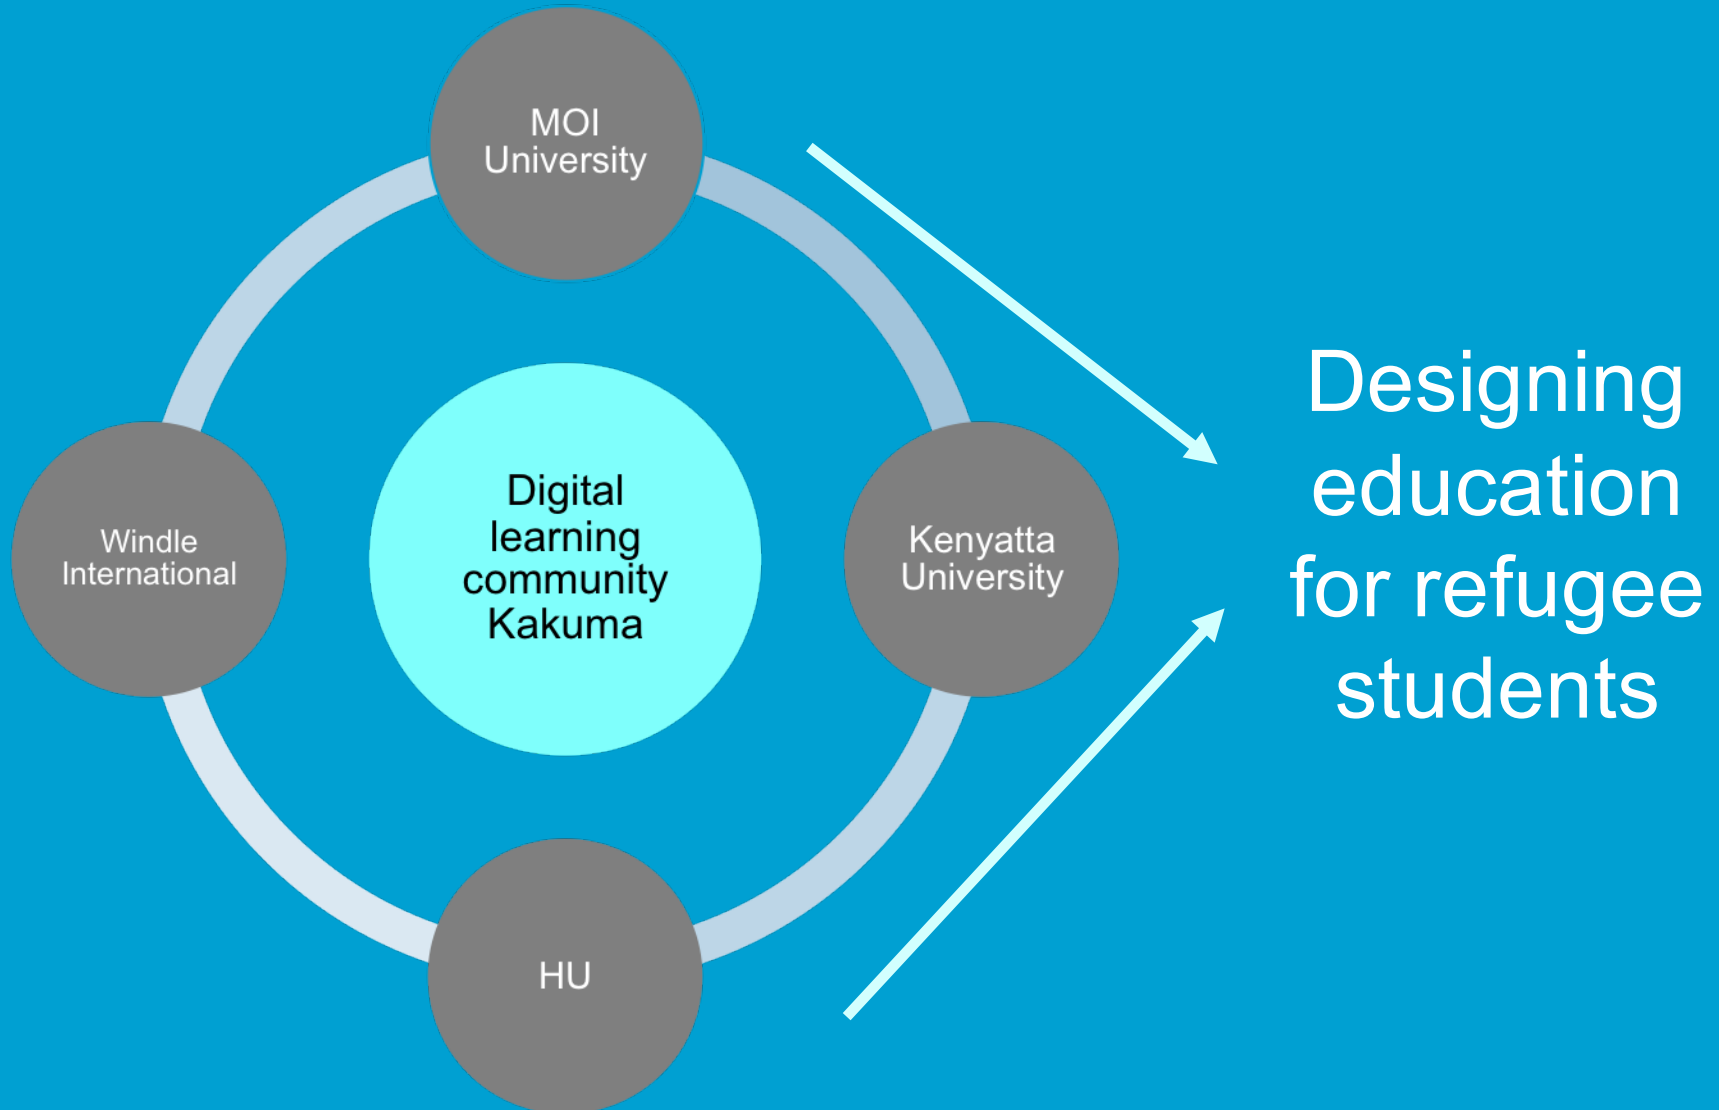 MOI
University
Windle
International
Digital
learning
community
Kakuma
Kenyatta
University
HU
Designing
education
for refugee
students